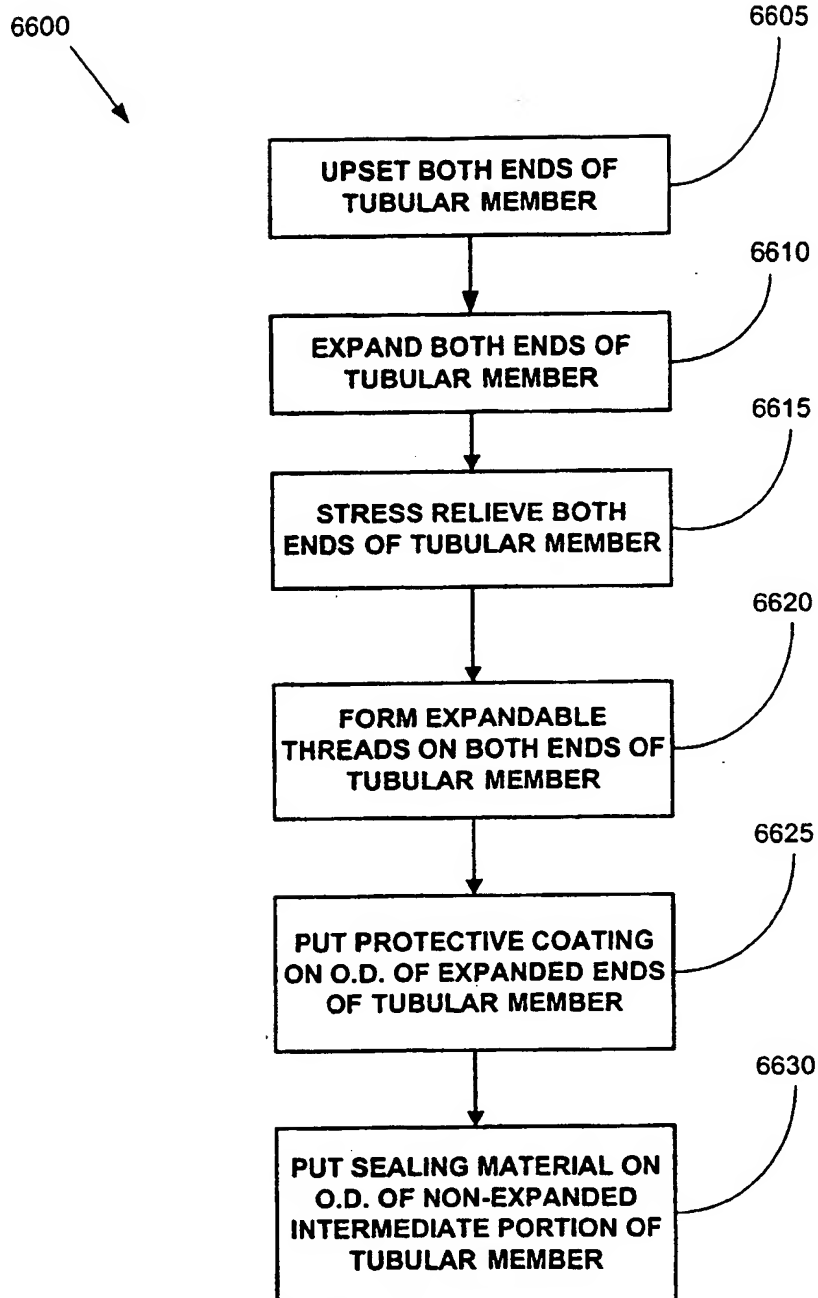 6600
6605
UPSET BOTH ENDS OF
TUBULAR MEMBER
6610
EXPAND BOTH ENDS OF
TUBULAR MEMBER
6615
STRESS RELIEVE BOTH
ENDS OF TUBULAR MEMBER
6620
FORM EXPANDABLE
THREADS ON BOTH ENDS OF
TUBULAR MEMBER
6625
PUT PROTECTIVE COATING
ON O.D. OF EXPANDED ENDS
OF TUBULAR MEMBER
6630
PUT SEALING MATERIAL ON
O.D. OF NON-EXPANDED
INTERMEDIATE PORTION OF
TUBULAR MEMBER